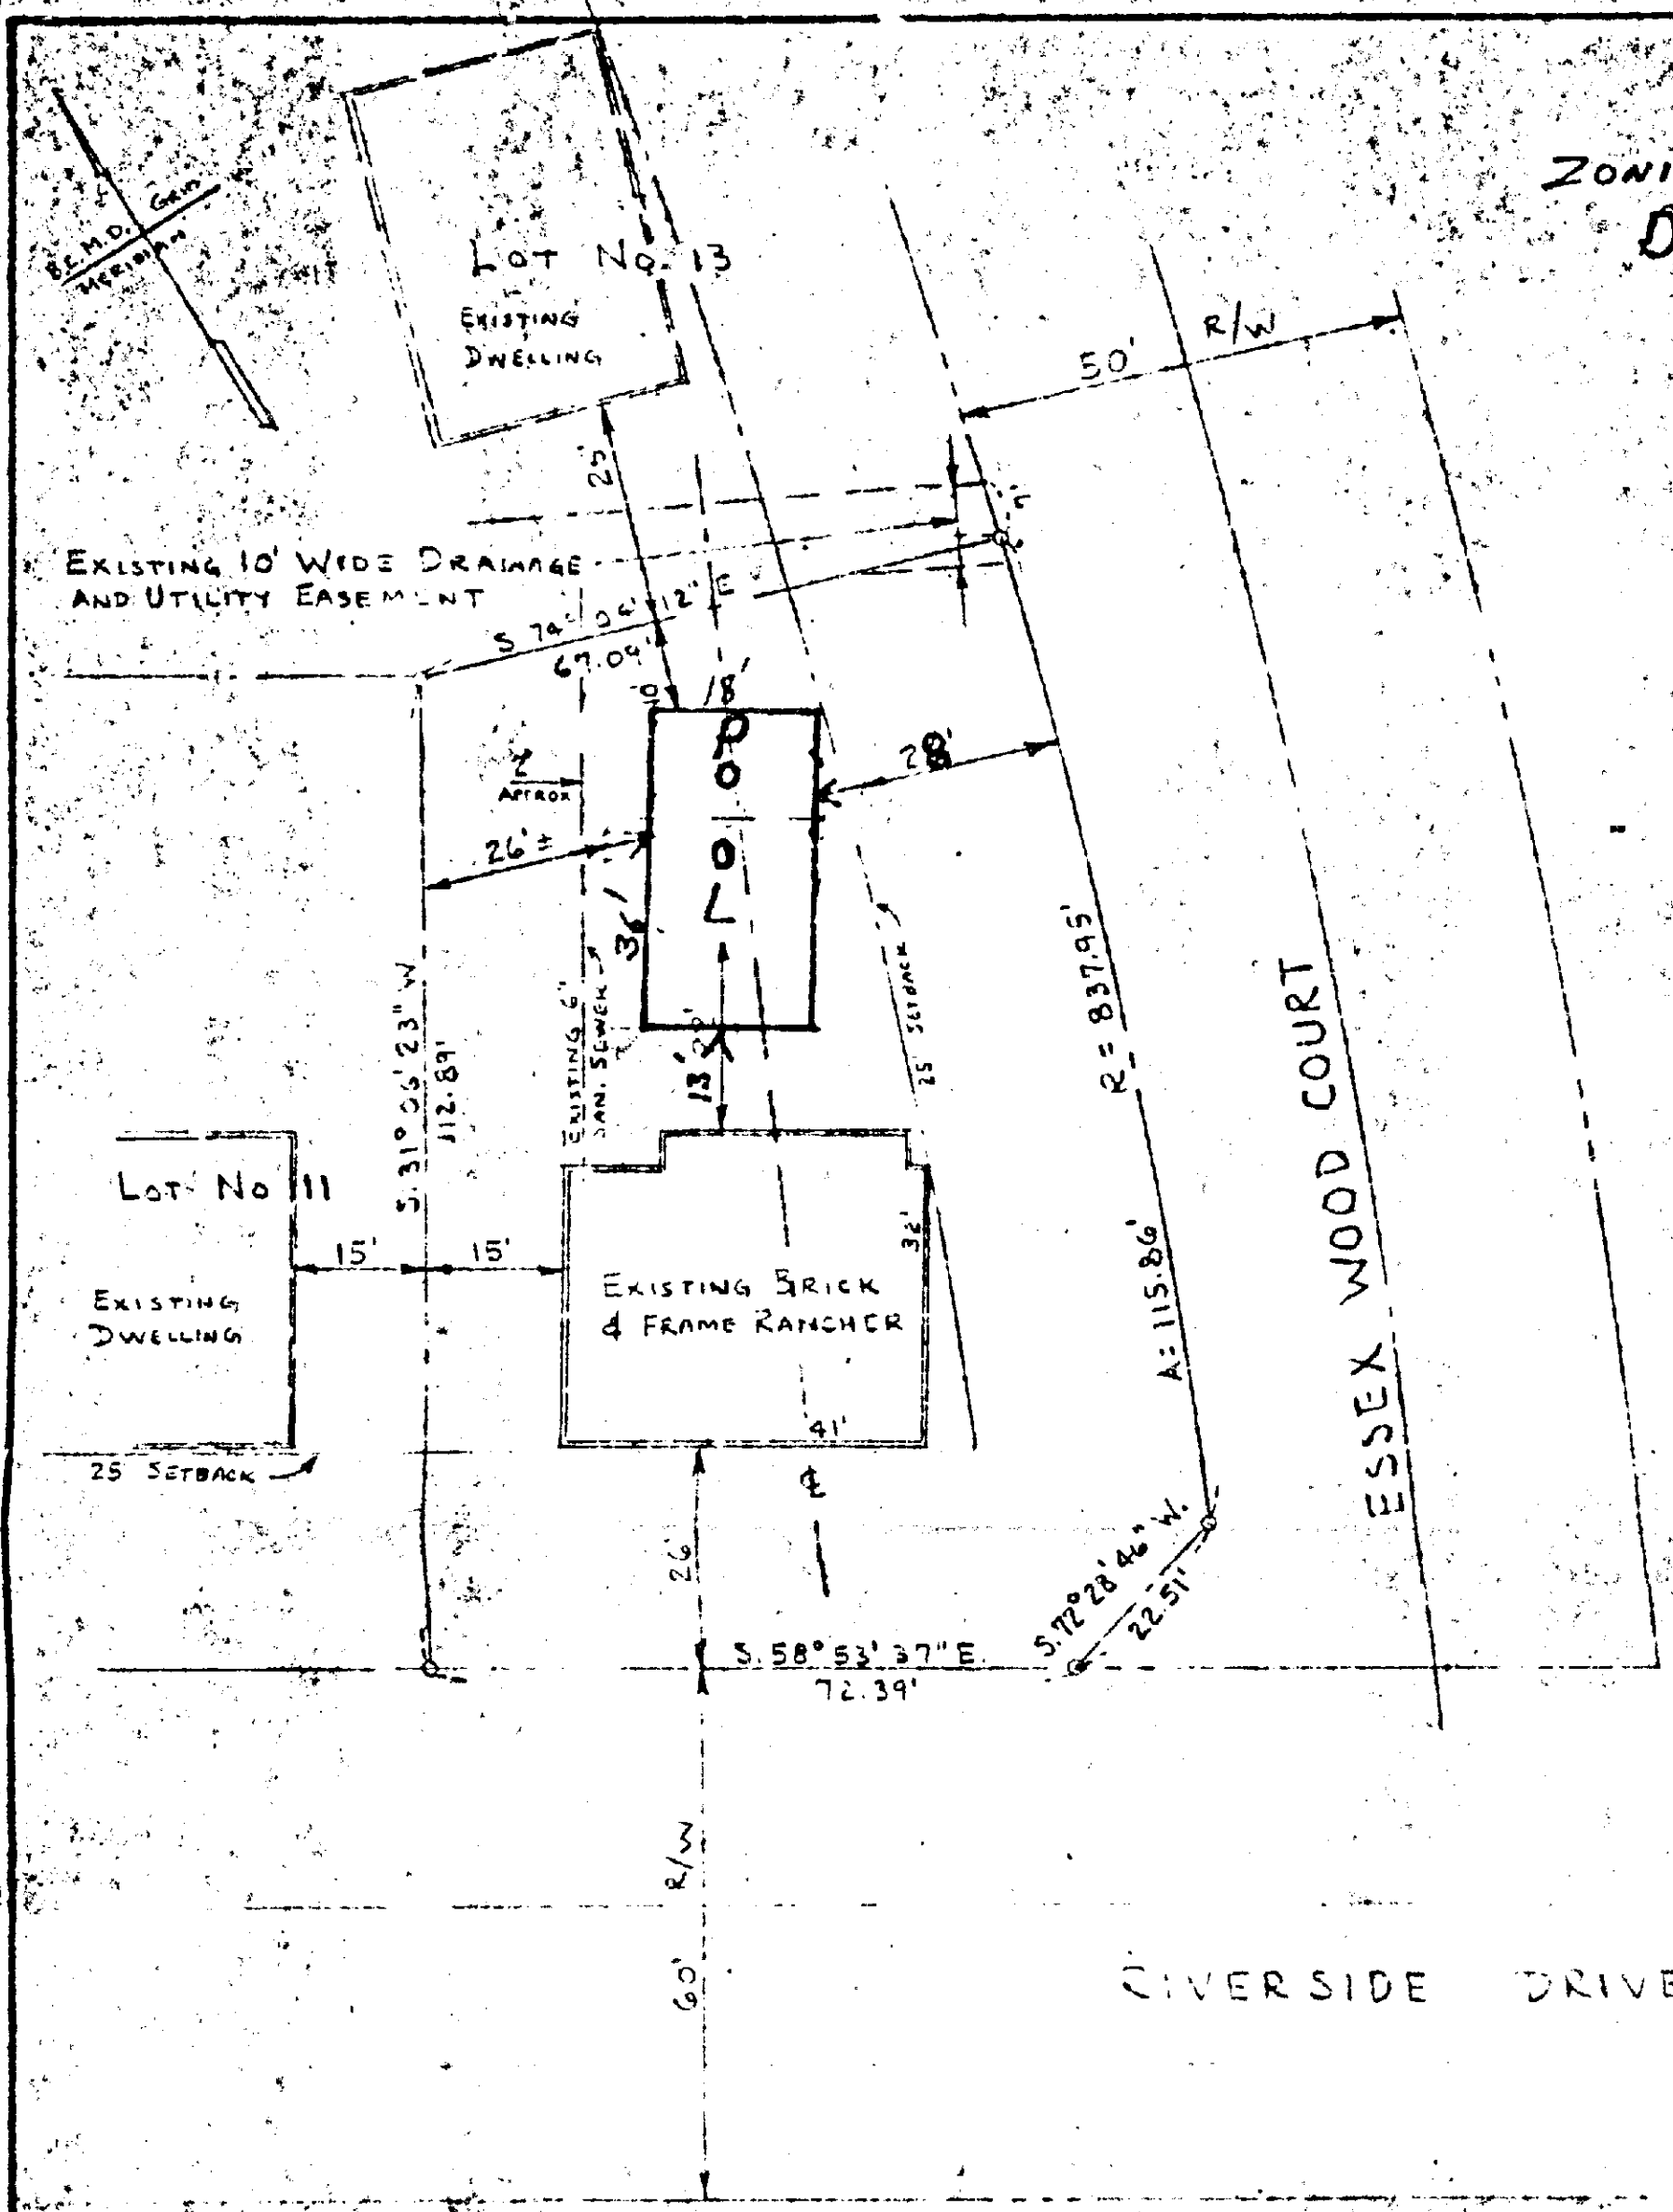 ZONI
D
B.C.M.D. GRID
MERIDIAN
LOT No. 13
EXISTING
DWELLING
R/W
50'
25'
EXISTING 10' WIDE DRAINAGE
AND UTILITY EASEMENT
S 74° 04' 12" E
67.09'
10
18'
POOL
28'
APPROX
26' ±
36'
EXISTING 6"
SAN. SEWER
13'
25' SETBACK
R = 837.95'
A = 115.86'
ESSEX WOOD COURT
S. 31° 06' 23" W
112.89'
LOT No 11
15'
15'
EXISTING
DWELLING
EXISTING BRICK
& FRAME RANCHER
32'
41'
25' SETBACK
26'
S. 72° 28' 46" W.
22.51'
S. 58° 53' 37" E.
72.39'
R/W
60'
RIVERSIDE DRIVE